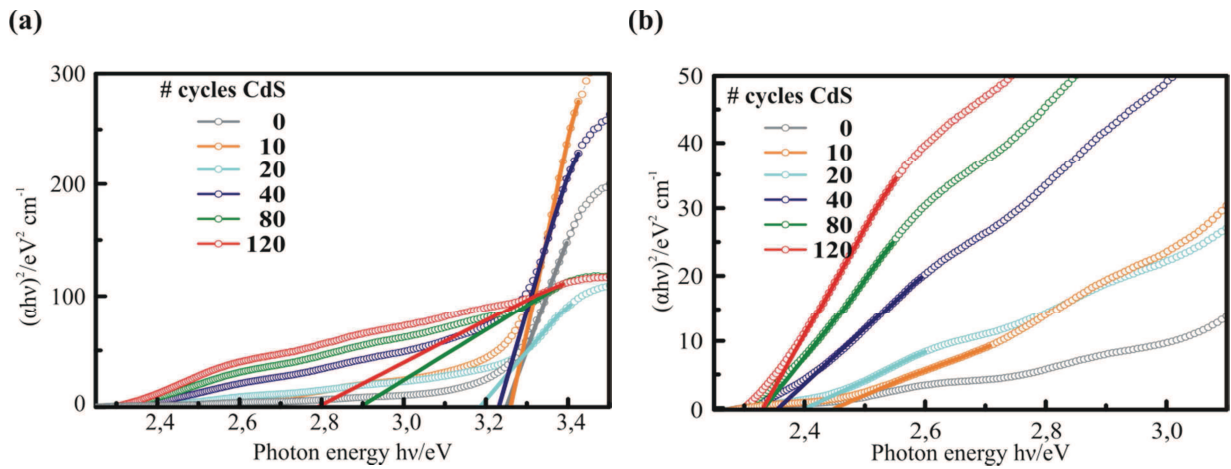 (a)
(b)
300
200
100
0
(αhν)²/eV² cm⁻¹
# cycles CdS
0
10
20
40
80
120
2,4 2,6 2,8 3,0 3,2 3,4
Photon energy hν/eV
50
40
30
20
10
0
(αhν)²/eV² cm⁻¹
# cycles CdS
0
10
20
40
80
120
2,4 2,6 2,8 3,0
Photon energy hν/eV